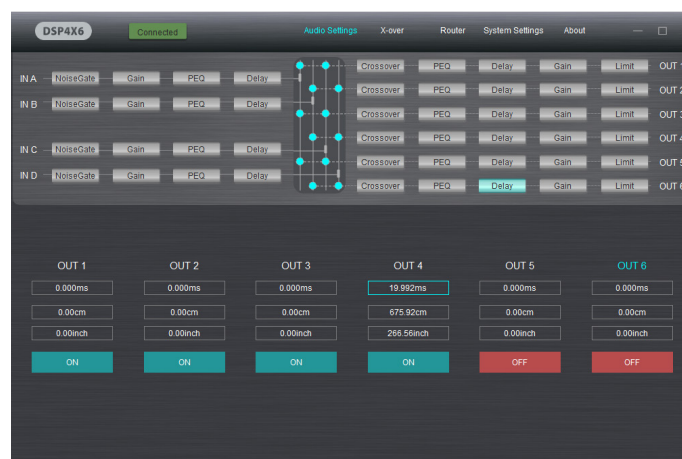 DSP4X6 Connected Audio Settings X-over Router System Settings About
Crossover PEQ Delay Gain Limit OUT
IN A NoiseGate Gain PEQ Delay
Crossover PEQ Delay Gain Limit OUT 2
IN B NoiseGate Gain PEQ Delay
Crossover PEQ Delay Gain Limit OUT
Crossover PEQ Delay Gain Limit OUT
IN C NoiseGate Gain PEQ Delay
Crossover PEQ Delay Gain Limit OUT
IN D NoiseGate Gain PEQ Delay
Crossover PEQ Delay Gain Limit OUT
OUT 1 OUT 2 OUT 3 OUT 4 OUT 5 OUT 6
0.000ms 0.000ms 0.000ms 19.992ms 0.000ms 0.000ms
0.00cm 0.00cm 0.00cm 675.92cm 0.00cm 0.00cm
0.00inch 0.00inch 0.00inch 266.56inch 0.00inch 0.00inch
ON ON ON ON OFF OFF